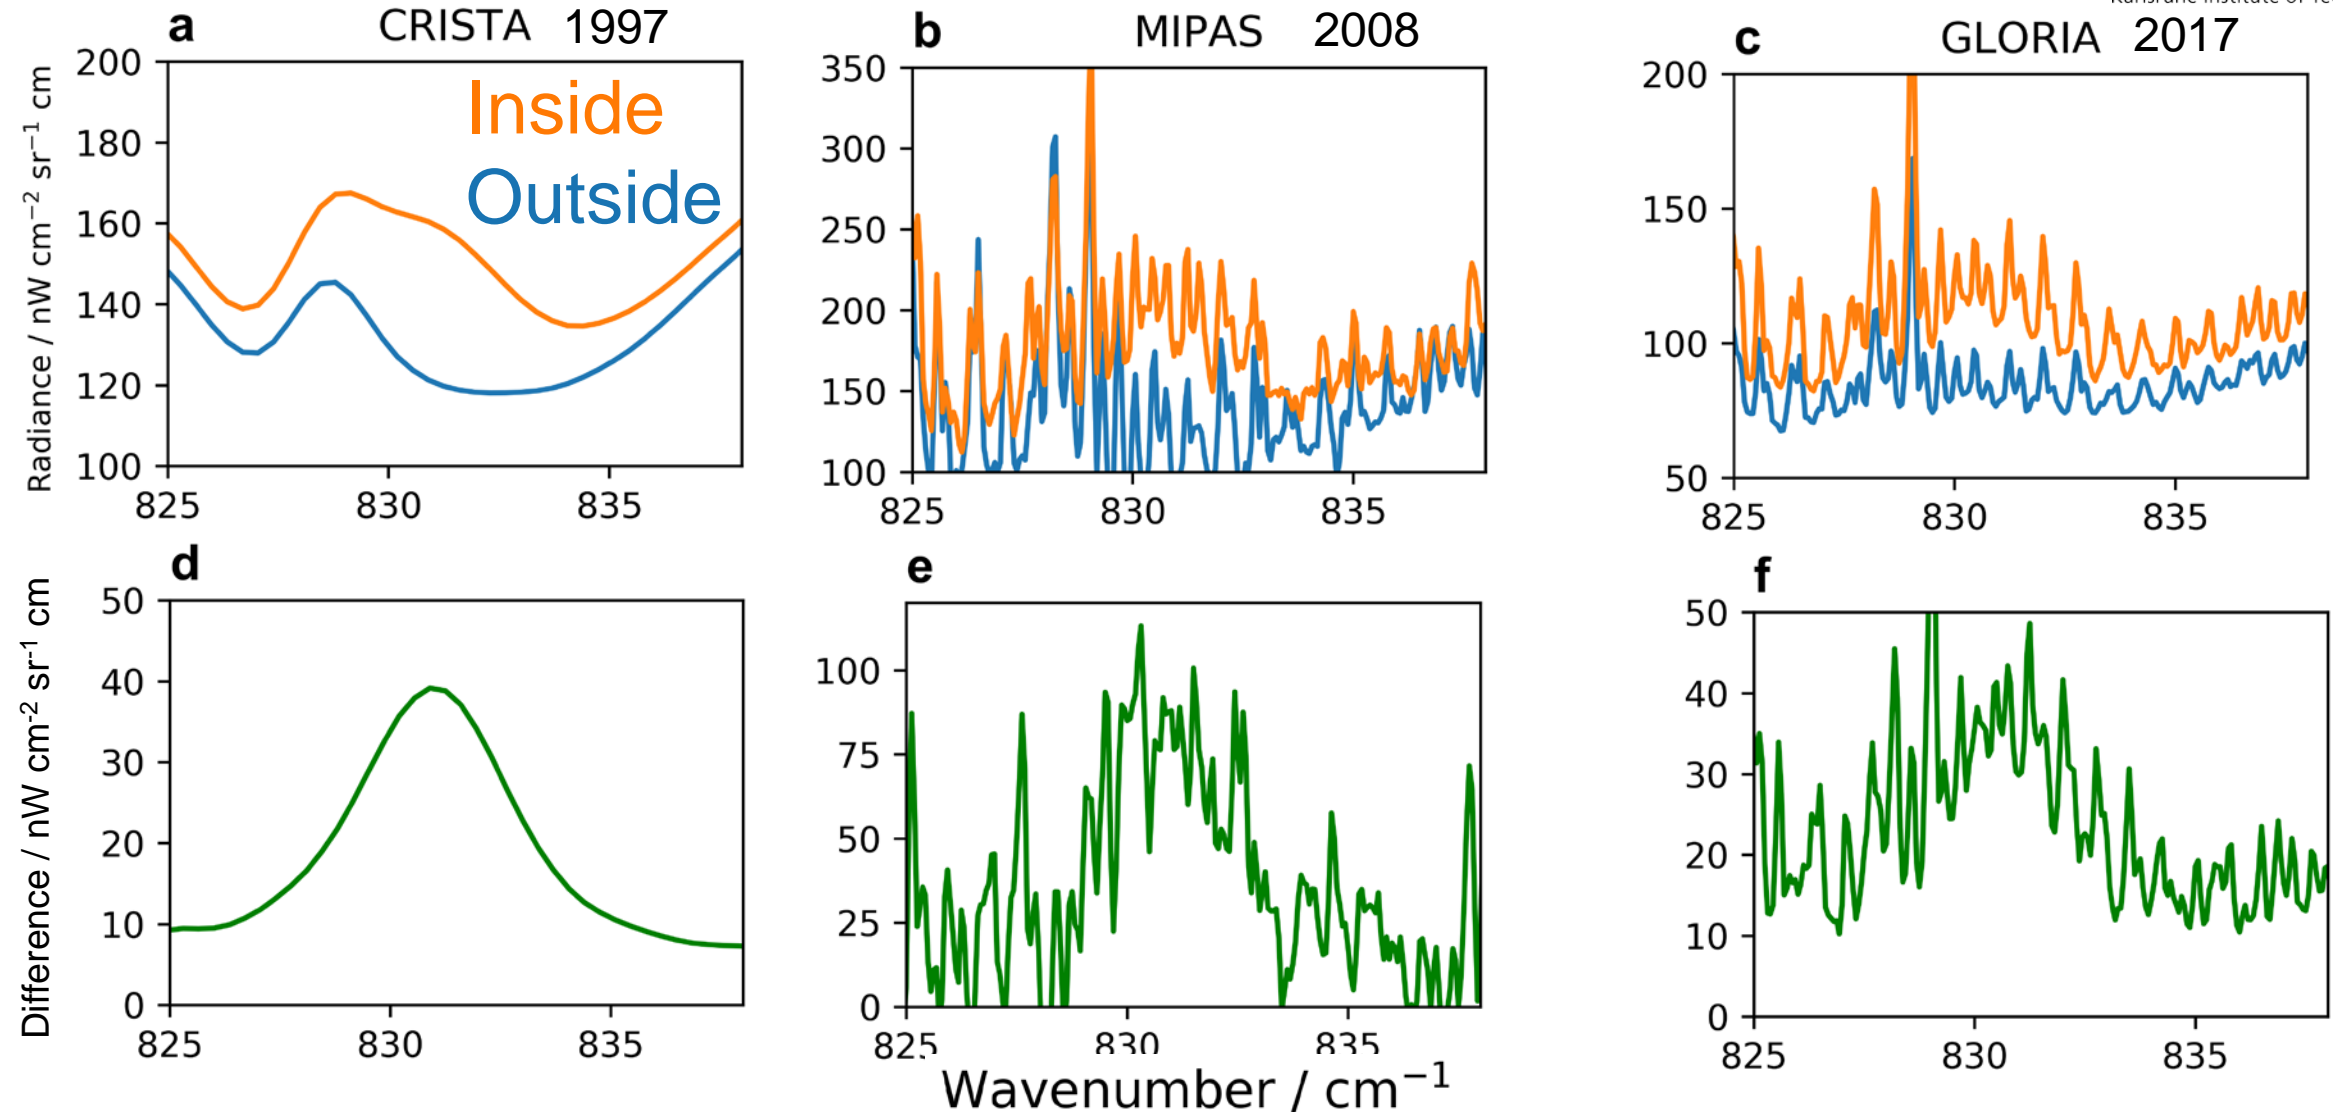 a CRISTA 1997
b MIPAS 2008
c GLORIA 2017
Radiance / nW cm⁻² sr⁻¹ cm
200
180
160
140
120
100
825 830 835
Inside
Outside
350
300
250
200
150
100
825 830 835
200
150
100
50
825 830 835
d
e
f
Difference / nW cm⁻² sr⁻¹ cm
50
40
30
20
10
0
825 830 835
100
75
50
25
0
825 830 835
50
40
30
20
10
0
825 830 835
Wavenumber / cm⁻¹